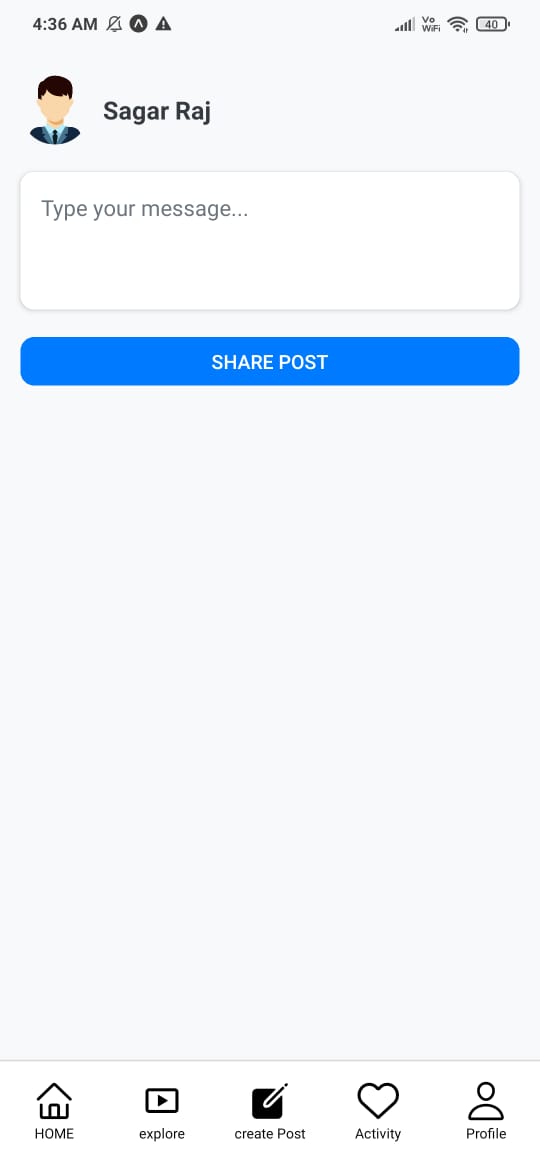 4:36 AM Vo WiFi 40
Sagar Raj
Type your message...
SHARE POST
HOME explore create Post Activity Profile